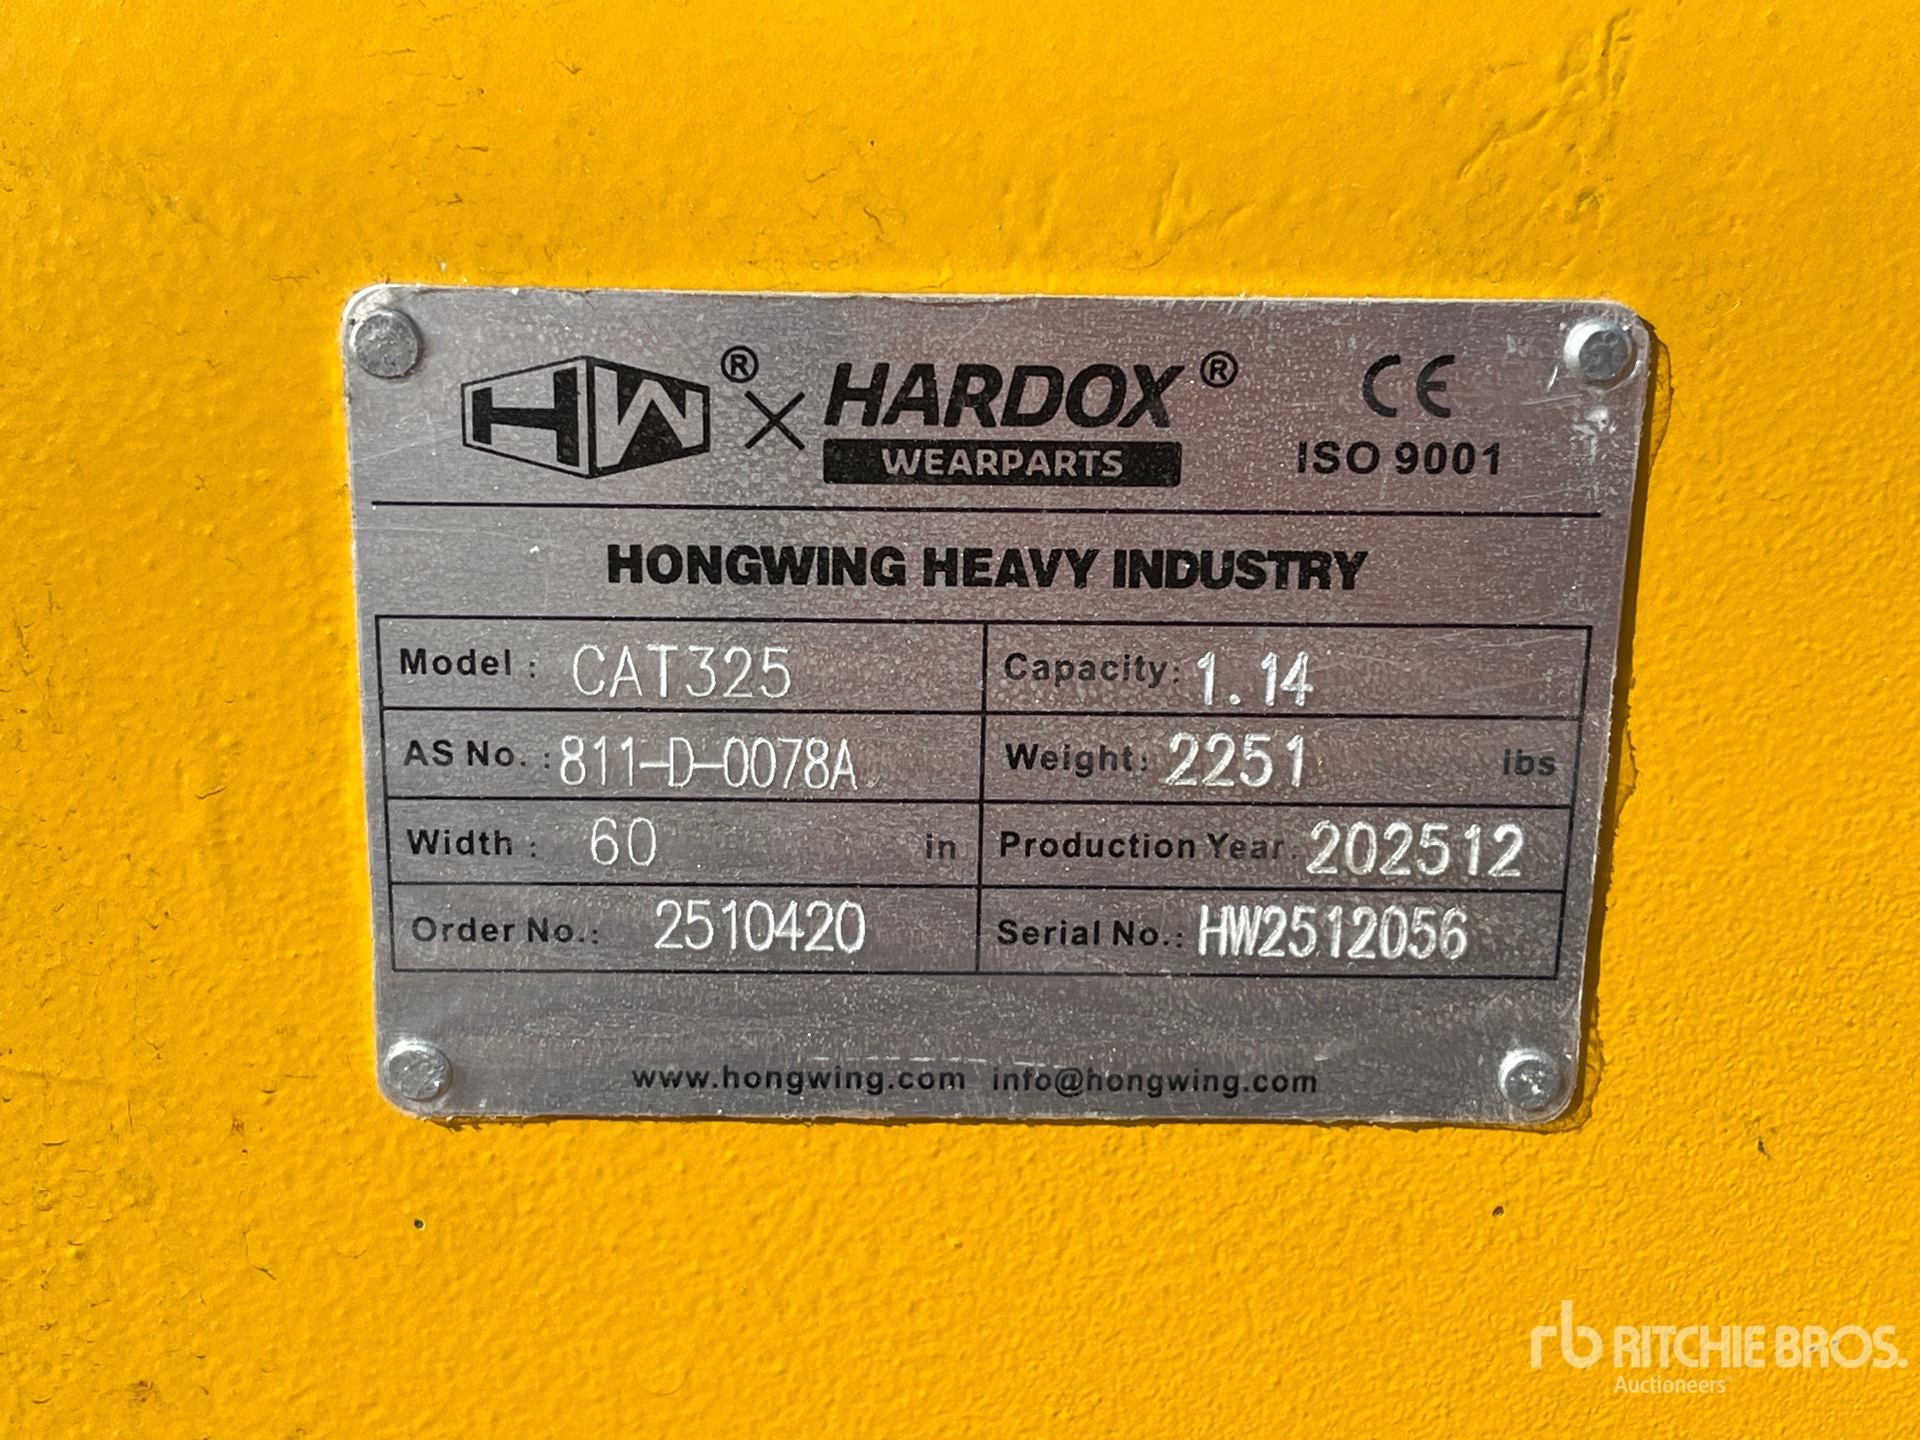 HW® × HARDOX®
WEARPARTS
CE
ISO 9001
HONGWING HEAVY INDUSTRY
Model : CAT325
Capacity: 1.14
AS No. : 811-D-0078A
Weight: 2251 lbs
Width : 60 in
Production Year: 202512
Order No.: 2510420
Serial No.: HW2512056
www.hongwing.com info@hongwing.com
rb RITCHIE BROS.
Auctioneers